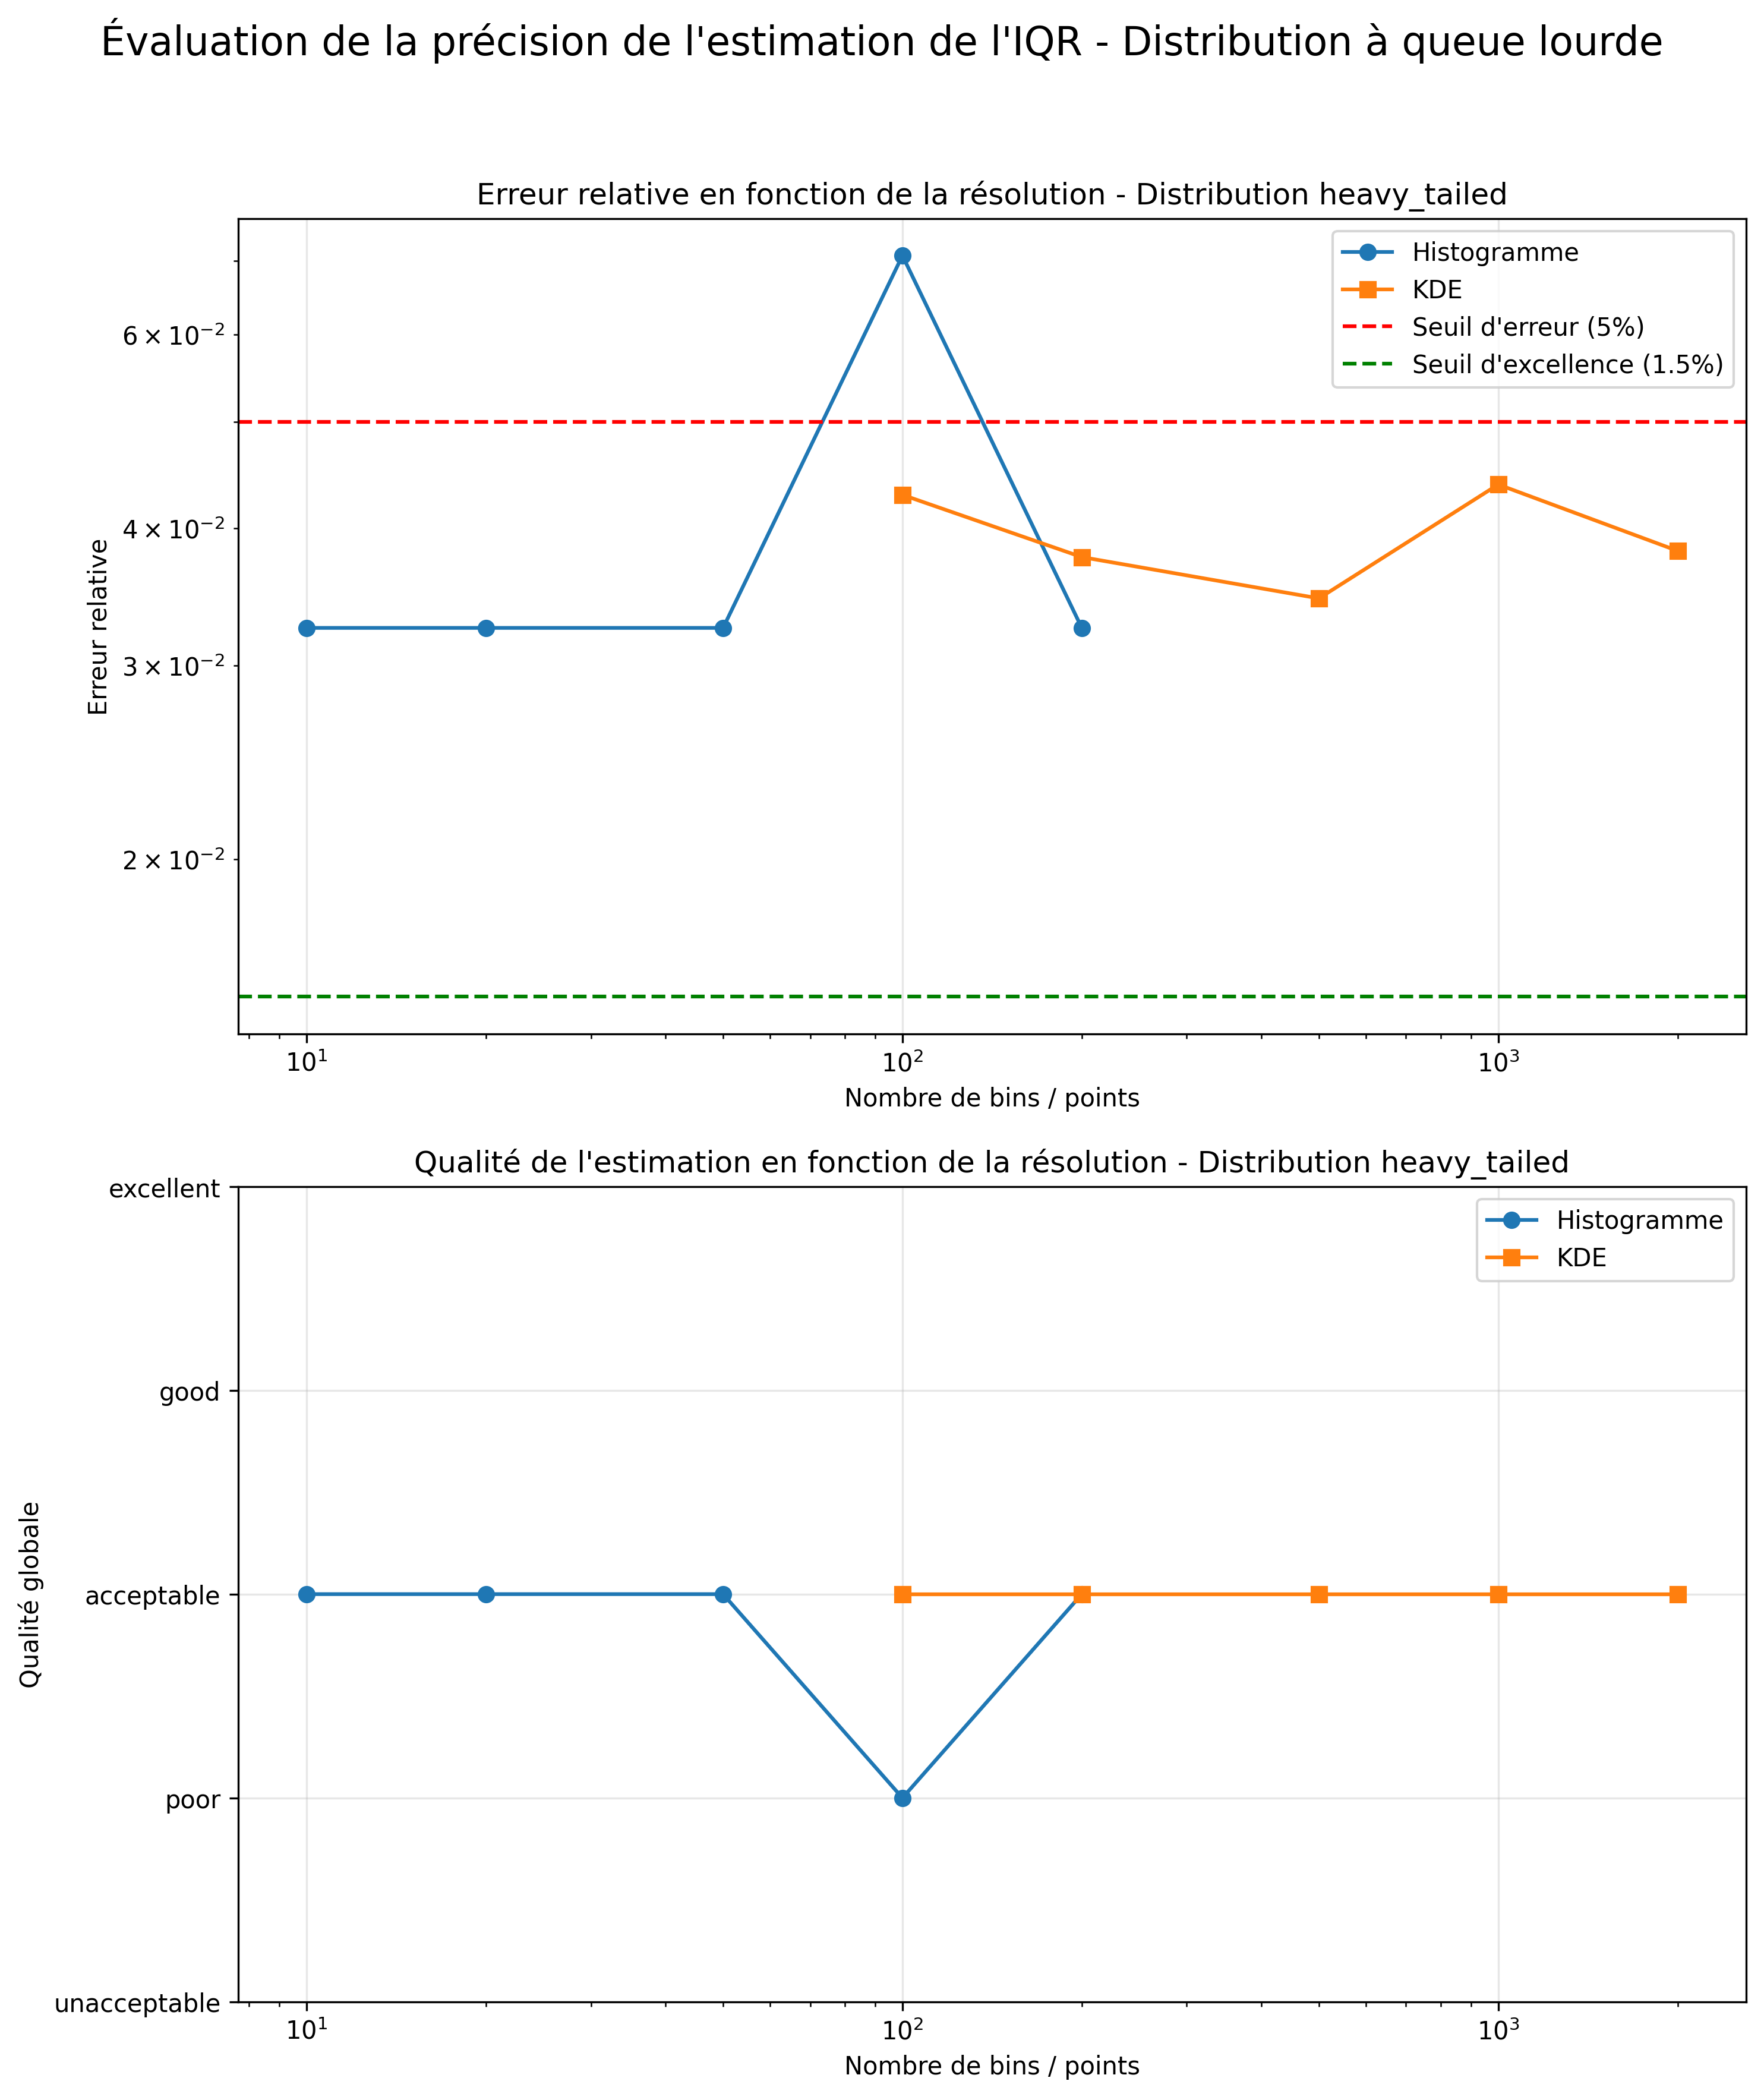 Évaluation de la précision de l'estimation de l'IQR - Distribution à queue lourde
Erreur relative en fonction de la résolution - Distribution heavy_tailed
Histogramme
KDE
Seuil d'erreur (5%)
Seuil d'excellence (1.5%)
6 × 10⁻²
4 × 10⁻²
3 × 10⁻²
2 × 10⁻²
Erreur relative
10¹
10²
10³
Nombre de bins / points
Qualité de l'estimation en fonction de la résolution - Distribution heavy_tailed
Histogramme
KDE
excellent
good
acceptable
poor
unacceptable
Qualité globale
10¹
10²
10³
Nombre de bins / points